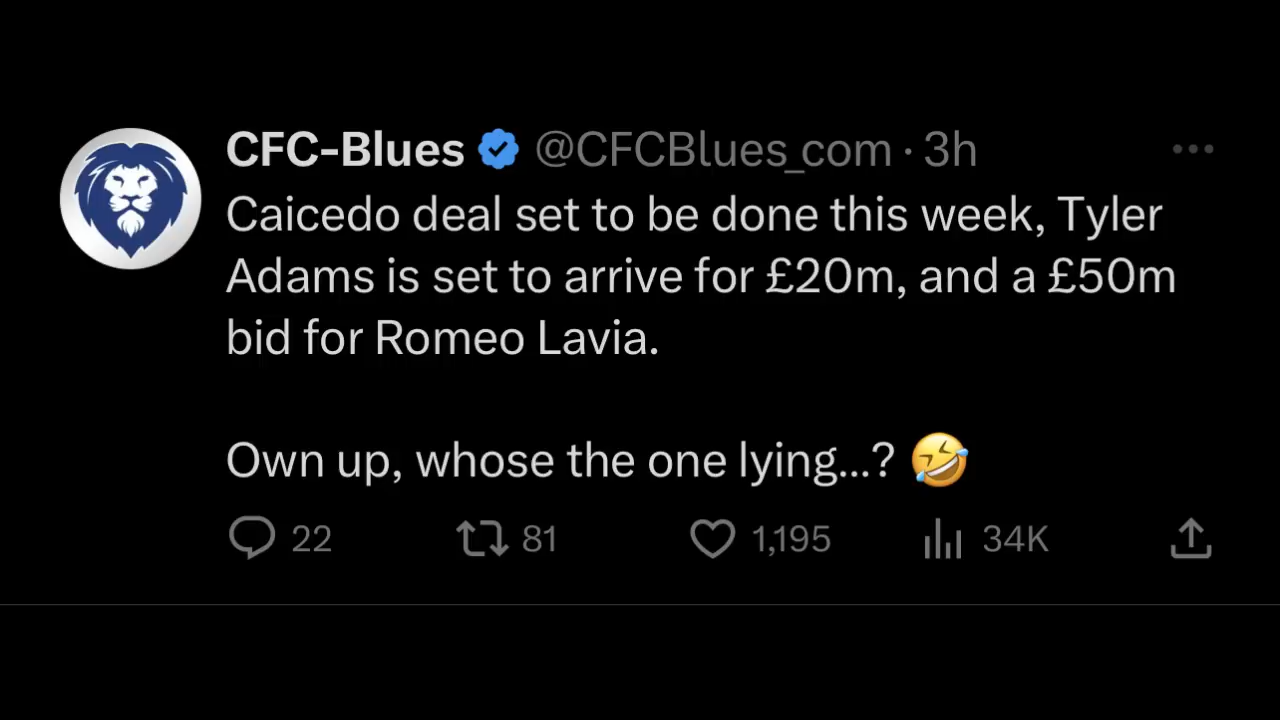 CFC-Blues @CFCBlues_com · 3h
Caicedo deal set to be done this week, Tyler
Adams is set to arrive for £20m, and a £50m
bid for Romeo Lavia.
Own up, whose the one lying...? 🤣
22 81 1,195 34K